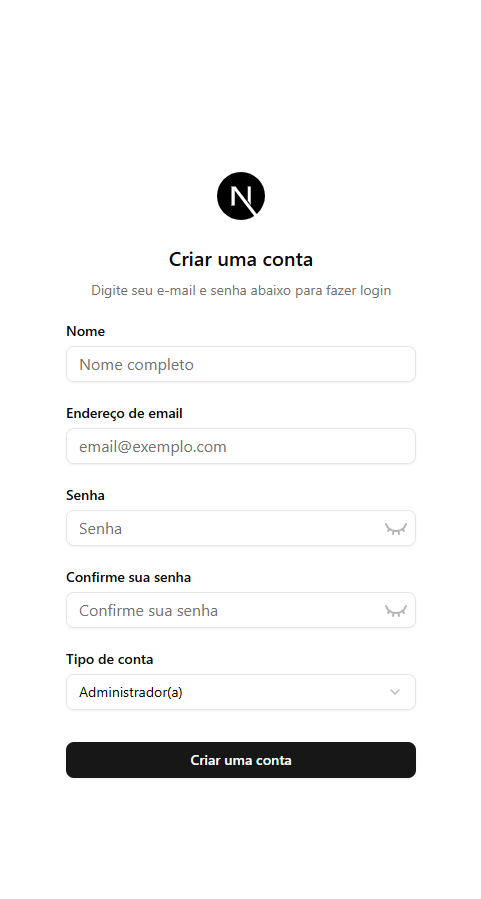 N
Criar uma conta
Digite seu e-mail e senha abaixo para fazer login
Nome
Nome completo
Endereço de email
email@exemplo.com
Senha
Senha
Confirme sua senha
Confirme sua senha
Tipo de conta
Administrador(a)
Criar uma conta